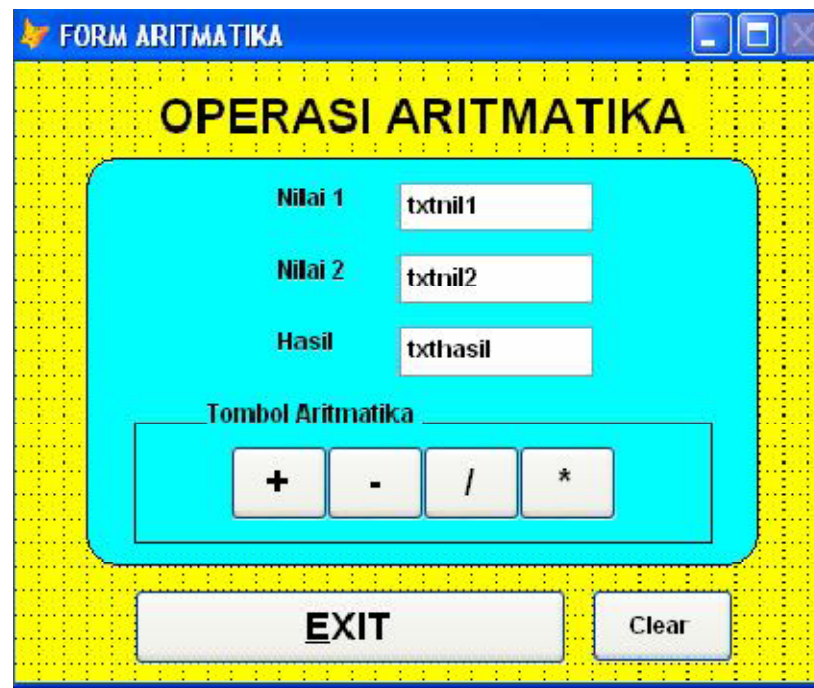 FORM ARITMATIKA
OPERASI ARITMATIKA
Nilai 1 txtnil1
Nilai 2 txtnil2
Hasil txthasil
Tombol Aritmatika
+ - / *
EXIT Clear